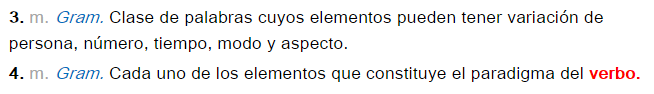 3. m. Gram. Clase de palabras cuyos elementos pueden tener variación de
persona, número, tiempo, modo y aspecto.
4. m. Gram. Cada uno de los elementos que constituye el paradigma del verbo.